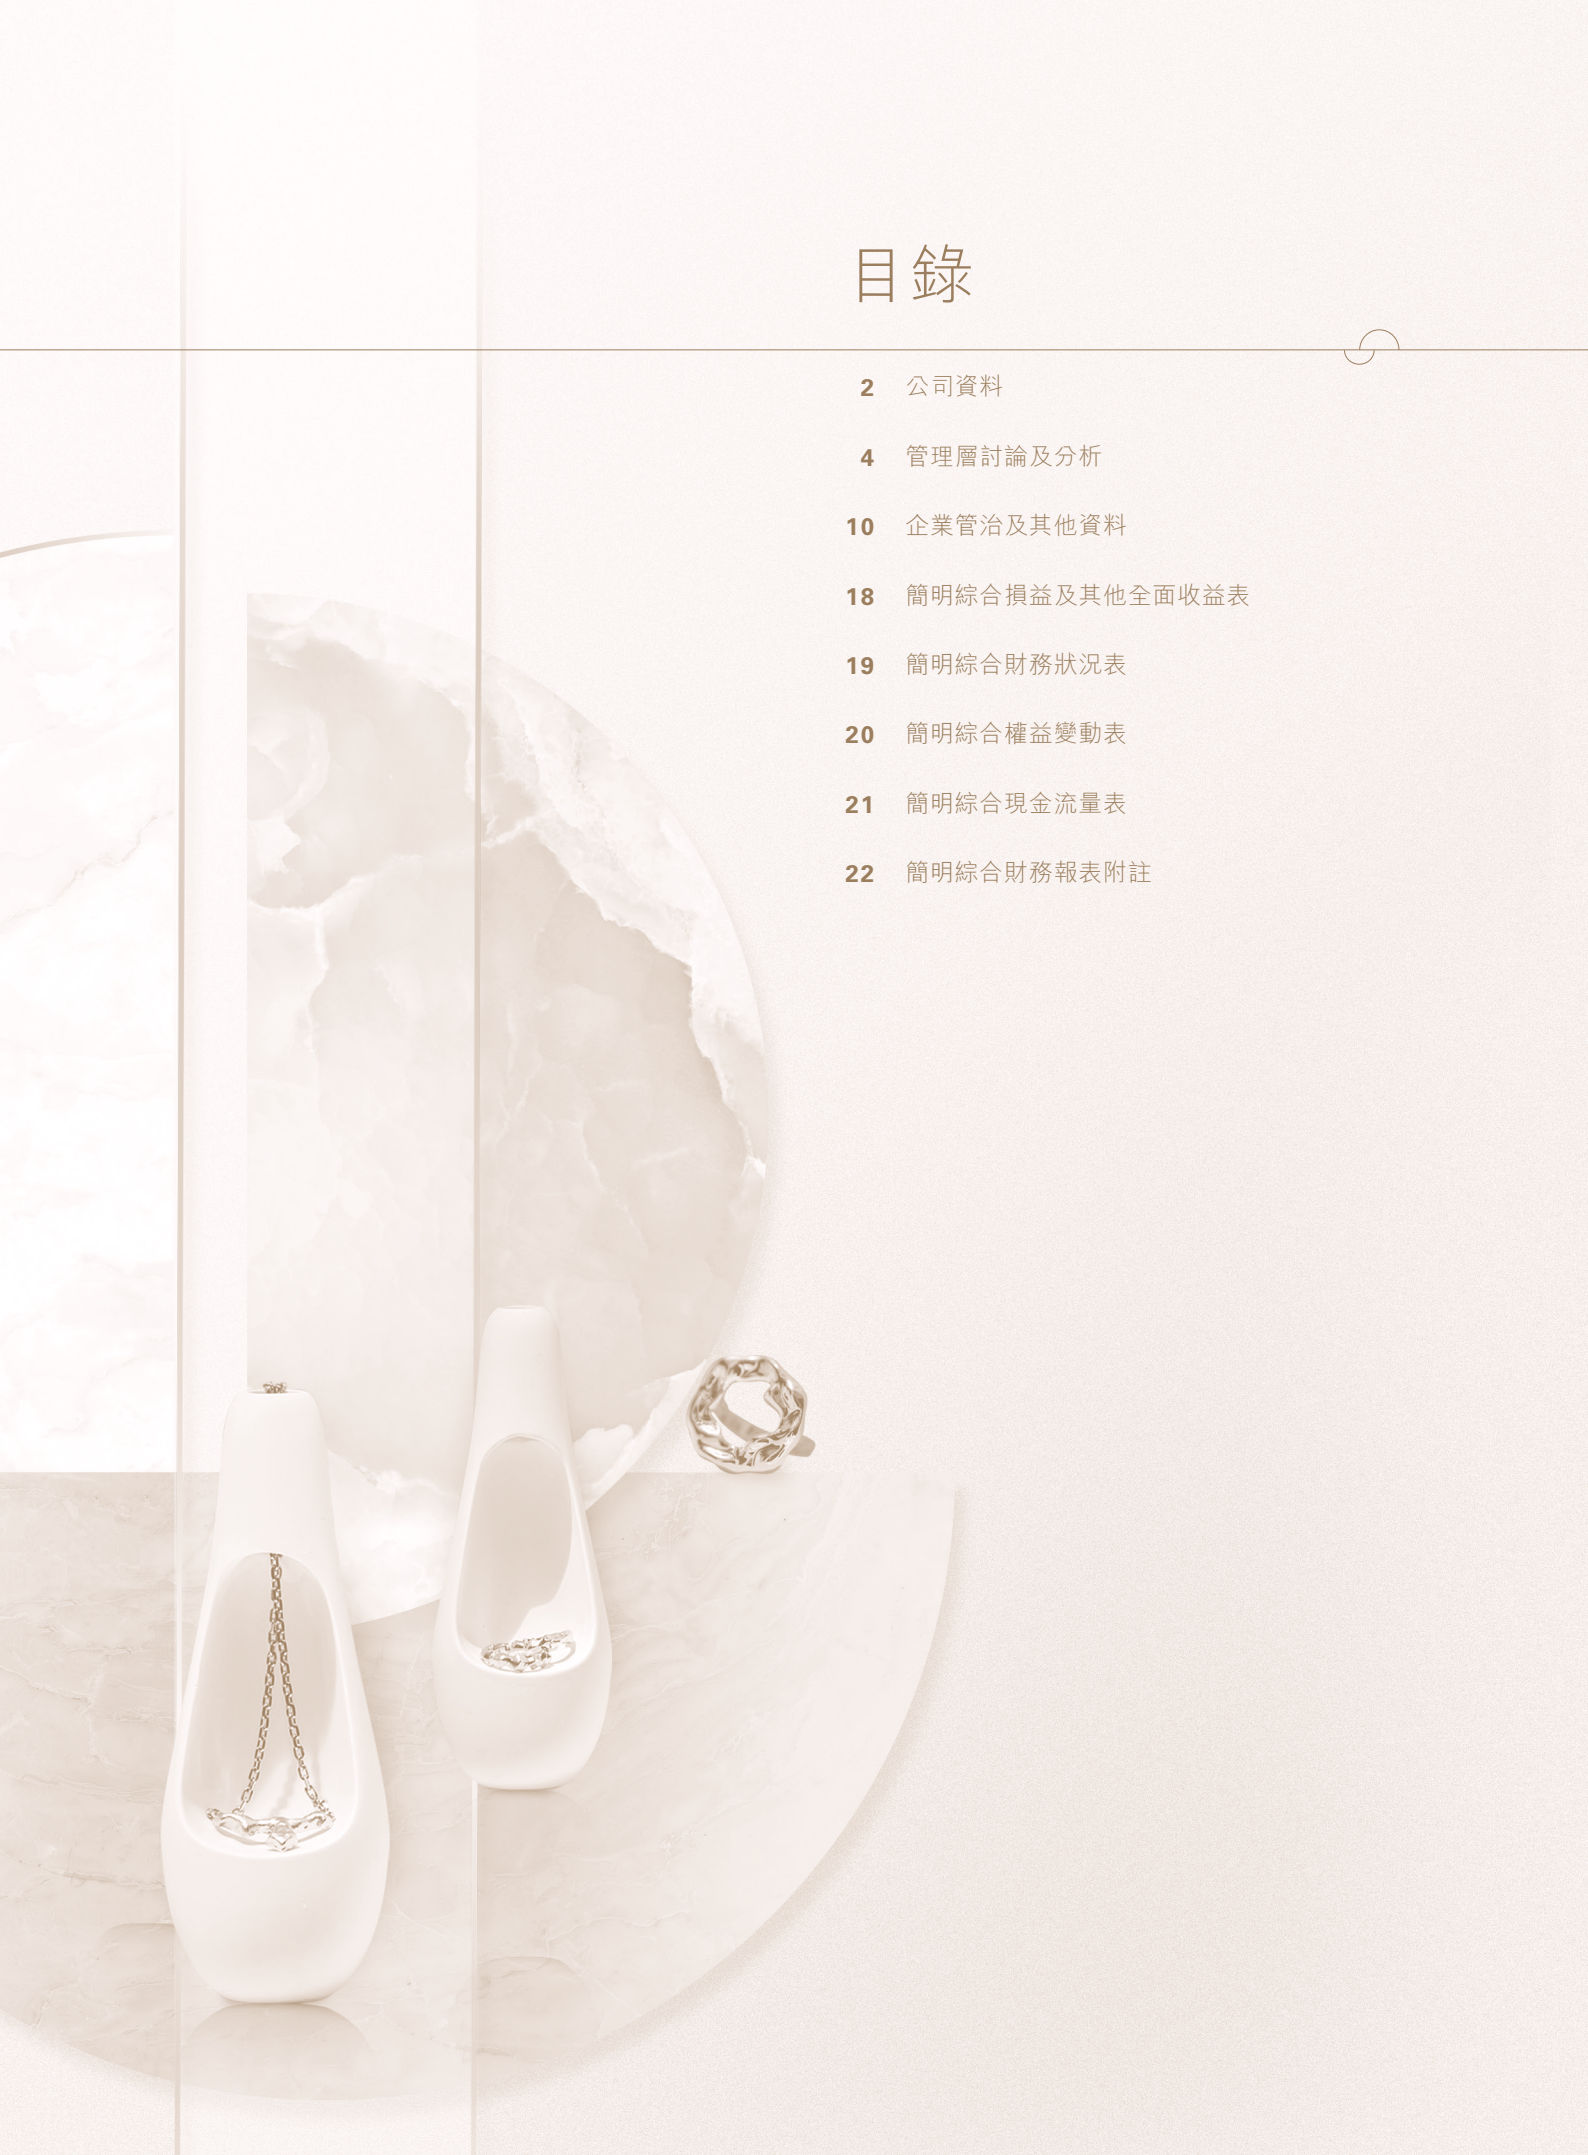 目錄
2 公司資料
4 管理層討論及分析
10 企業管治及其他資料
18 簡明綜合損益及其他全面收益表
19 簡明綜合財務狀況表
20 簡明綜合權益變動表
21 簡明綜合現金流量表
22 簡明綜合財務報表附註